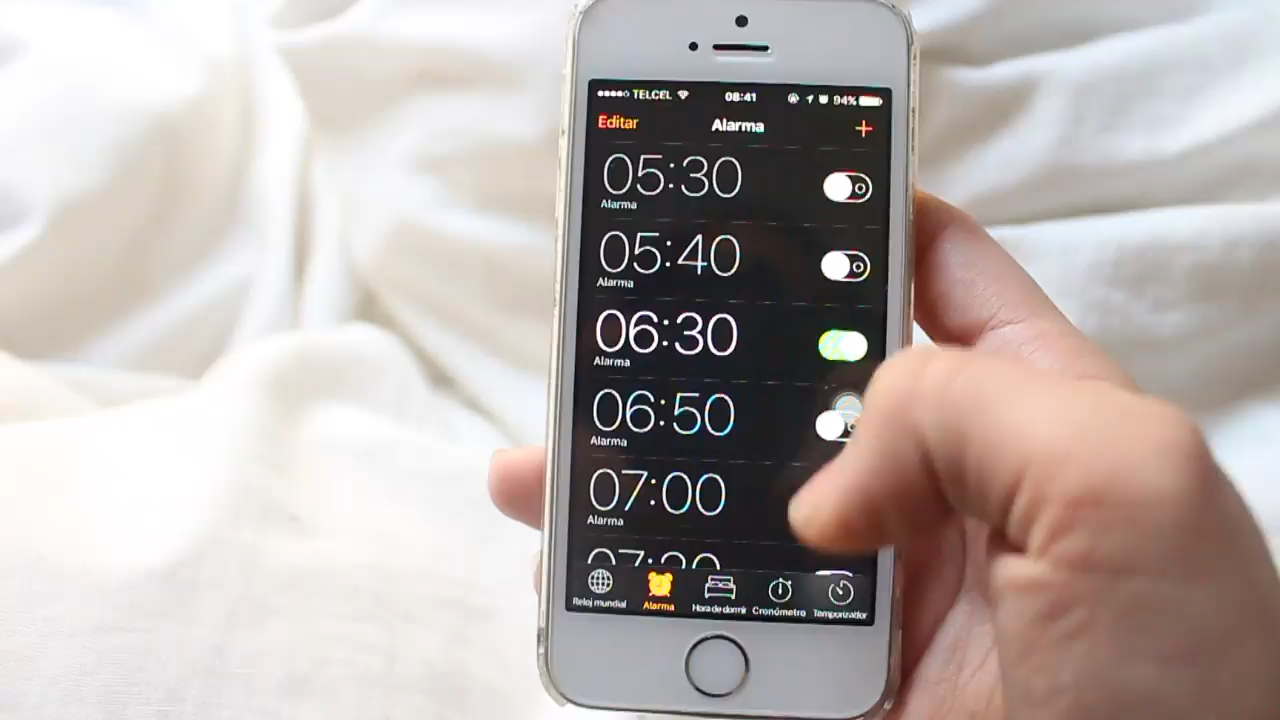 TELCEL 08:41 94%
Editar Alarma +
05:30
Alarma
05:40
Alarma
06:30
Alarma
06:50
Alarma
07:00
Alarma
Reloj mundial Alarma Hora de dormir Cronómetro Temporizador